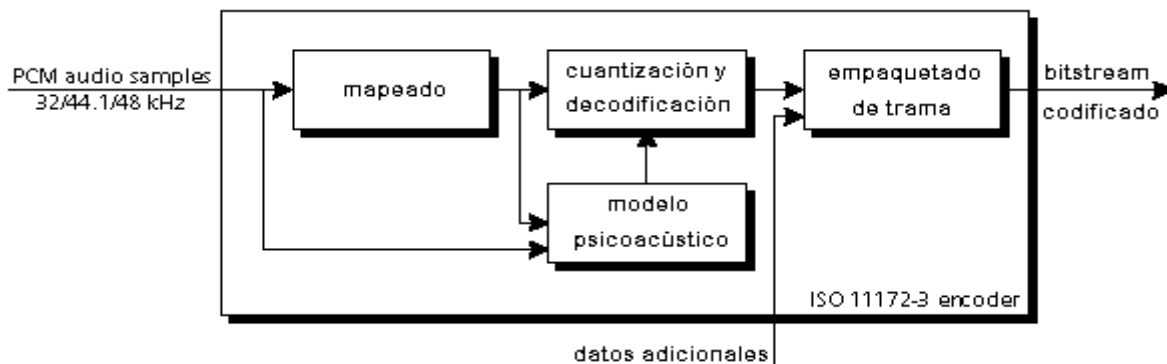 PCM audio samples
32/44.1/48 kHz
mapeado
cuantización y
decodificación
empaquetado
de trama
bitstream
codificado
modelo
psicoacústico
ISO 11172-3 encoder
datos adicionales